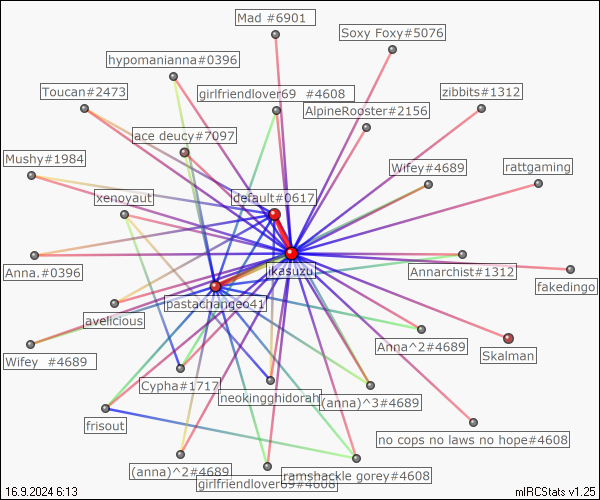 Mad #6901
Soxy Foxy#5076
hypomanianna#0396
Toucan#2473
girlfriendlover69 #4608
zibbits#1312
AlpineRooster#2156
ace deucy#7097
Mushy#1984
Wifey#4689
rattgaming
xenoyaut
default#0617
jkasuzu
Anna.#0396
Annarchist#1312
fakedingo
pastachangeo41
avelicious
Anna^2#4689
Skalman
Wifey #4689
Cypha#1717
neokingghidorah
(anna)^3#4689
frisout
no cops no laws no hope#4608
(anna)^2#4689
ramshackle gorey#4608
girlfriendlover69#4608
16.9.2024 6:13
mIRCStats v1.25